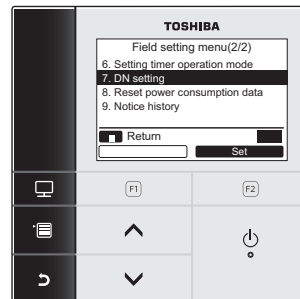 TOSHIBA
Field setting menu(2/2)
6. Setting timer operation mode
7. DN setting
8. Reset power consumption data
9. Notice history
Return
Set
F1
F2